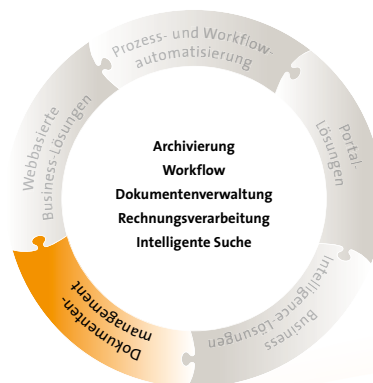 Prozess- und Workflow-
automatisierung
Portal-
Lösungen
Business
Intelligence-Lösungen
Dokumenten-
management
Webbasierte
Business-Lösungen
Archivierung
Workflow
Dokumentenverwaltung
Rechnungsverarbeitung
Intelligente Suche